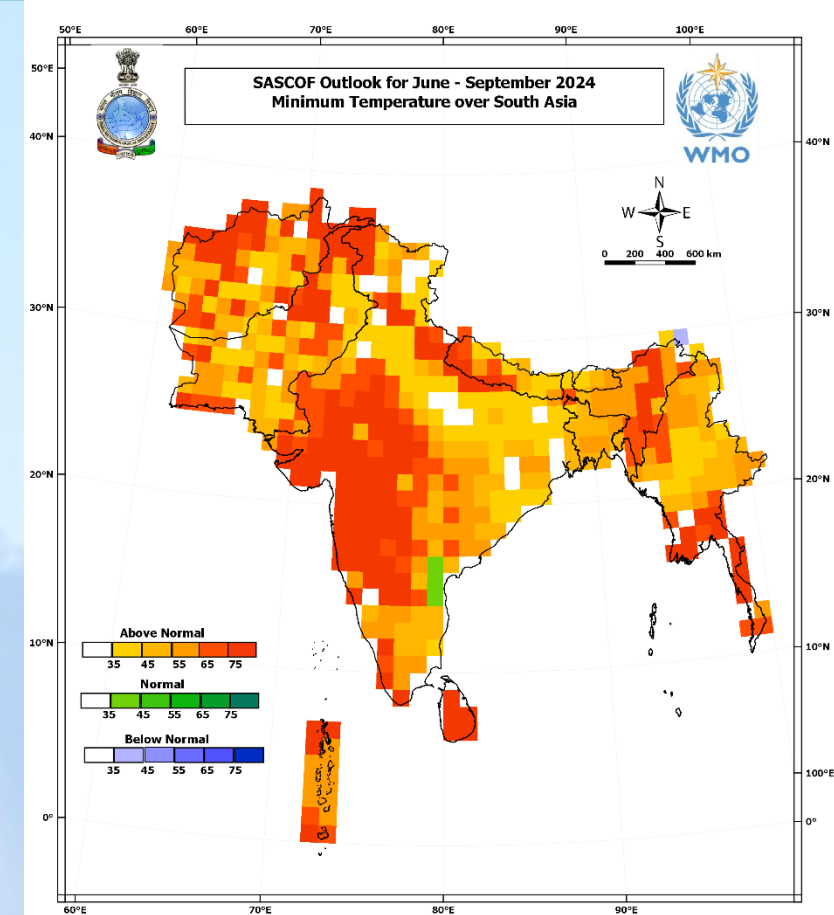 50°E 60°E 70°E 80°E 90°E 100°E
50°N
SASCOF Outlook for June - September 2024
Minimum Temperature over South Asia
WMO
40°N 40°N
N
W E
S
0 200 400 600 km
30°N 30°N
20°N 20°N
10°N 10°N
Above Normal
35 45 55 65 75
Normal
35 45 55 65 75
Below Normal
35 45 55 65 75
100°E
0° 0°
60°E 70°E 80°E 90°E